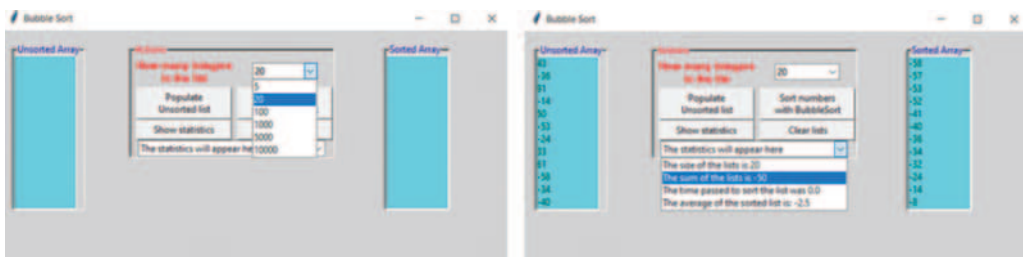 Bubble Sort
Unsorted Array
Actions
Sorted Array
How many integers
in the list
20
5
20
100
1000
5000
10000
Populate
Unsorted list
Show statistics
The statistics will appear here
Bubble Sort
Unsorted Array
Actions
Sorted Array
How many integers
in the list
20
Populate
Unsorted list
Sort numbers
with BubbleSort
Show statistics
Clear lists
The statistics will appear here
The size of the lists is 20
The sum of the lists is -50
The time passed to sort the list was 0.0
The average of the sorted list is: -2.5
91
-14
50
-53
-24
33
61
-58
-34
-40
-58
-57
-53
-52
-41
-40
-36
-34
-32
-24
-14
-8